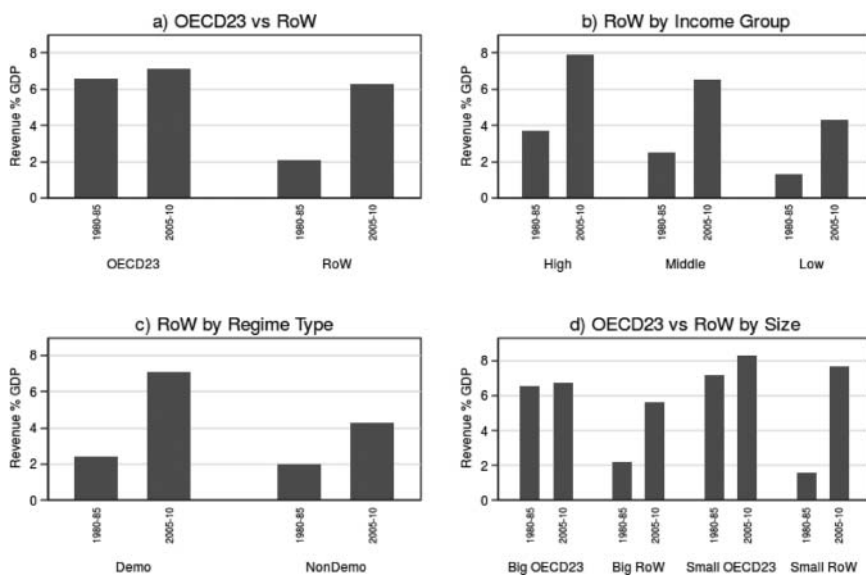 a) OECD23 vs RoW
Revenue % GDP
8
6
4
2
0
1980-85
2005-10
1980-85
2005-10
OECD23
RoW
b) RoW by Income Group
Revenue % GDP
8
6
4
2
0
1980-85
2005-10
1980-85
2005-10
1980-85
2005-10
High
Middle
Low
c) RoW by Regime Type
Revenue % GDP
8
6
4
2
0
1980-85
2005-10
1980-85
2005-10
Demo
NonDemo
d) OECD23 vs RoW by Size
Revenue % GDP
8
6
4
2
0
1980-85
2005-10
1980-85
2005-10
1980-85
2005-10
1980-85
2005-10
Big OECD23
Big RoW
Small OECD23
Small RoW